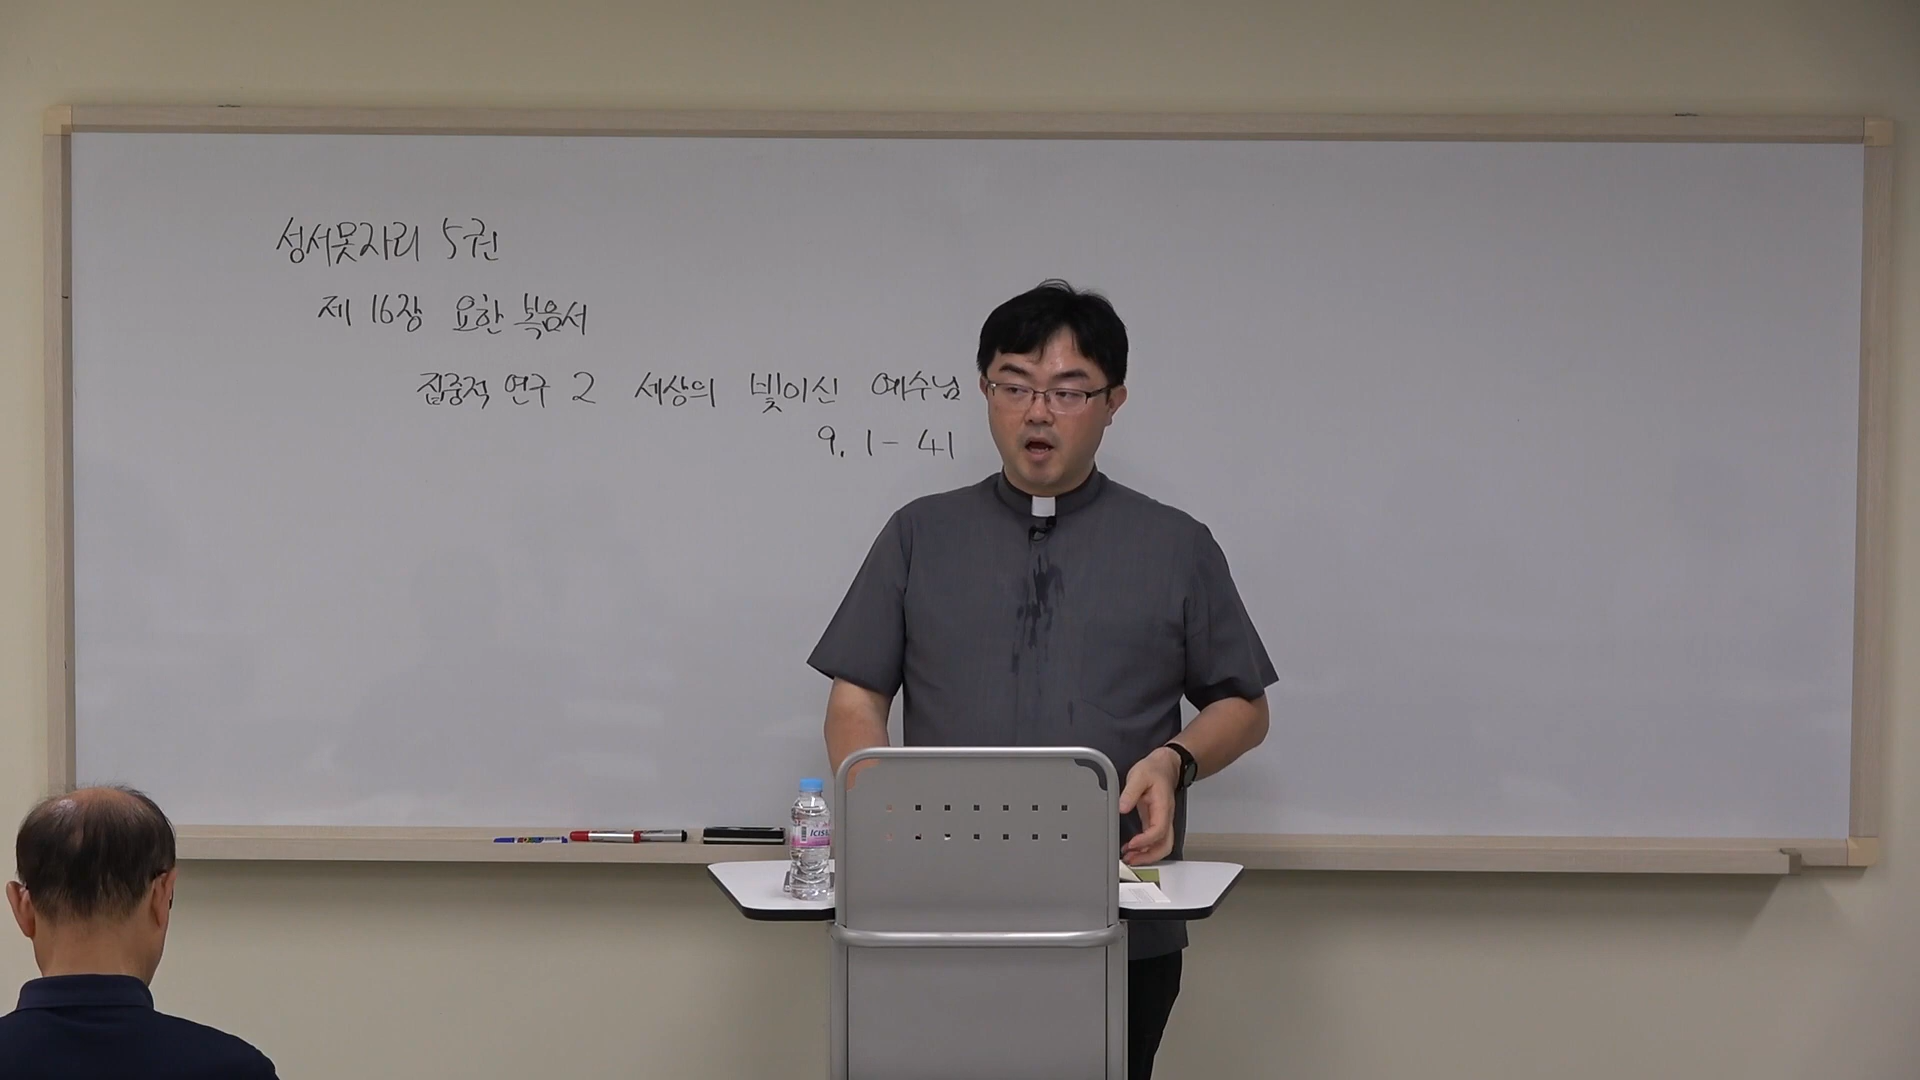 성서못자리 5권
제 16장 요한 복음서
집중적 연구 2 세상의 빛이신 예수님
9, 1- 41